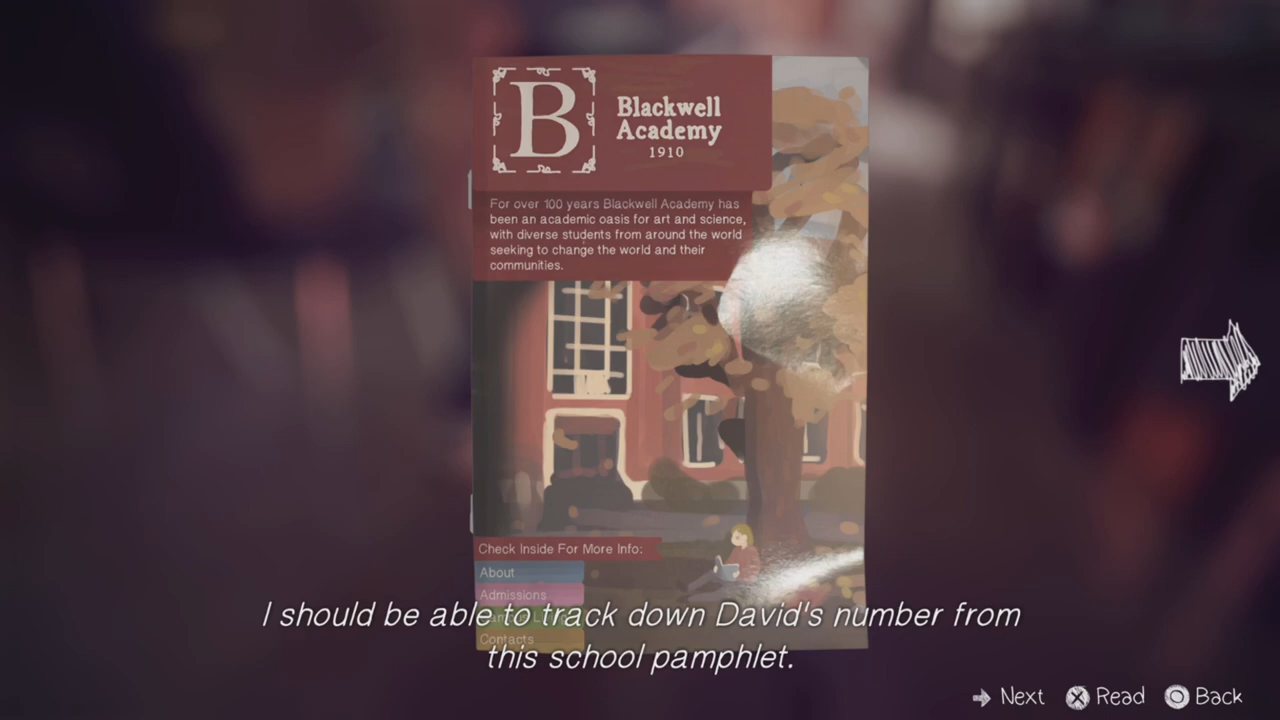 B
Blackwell
Academy
1910
For over 100 years Blackwell Academy has
been an academic oasis for art and science,
with diverse students from around the world
seeking to change the world and their
communities.
Check Inside For More Info:
About
Admissions
Contacts
I should be able to track down David's number from
this school pamphlet.
Next Read Back